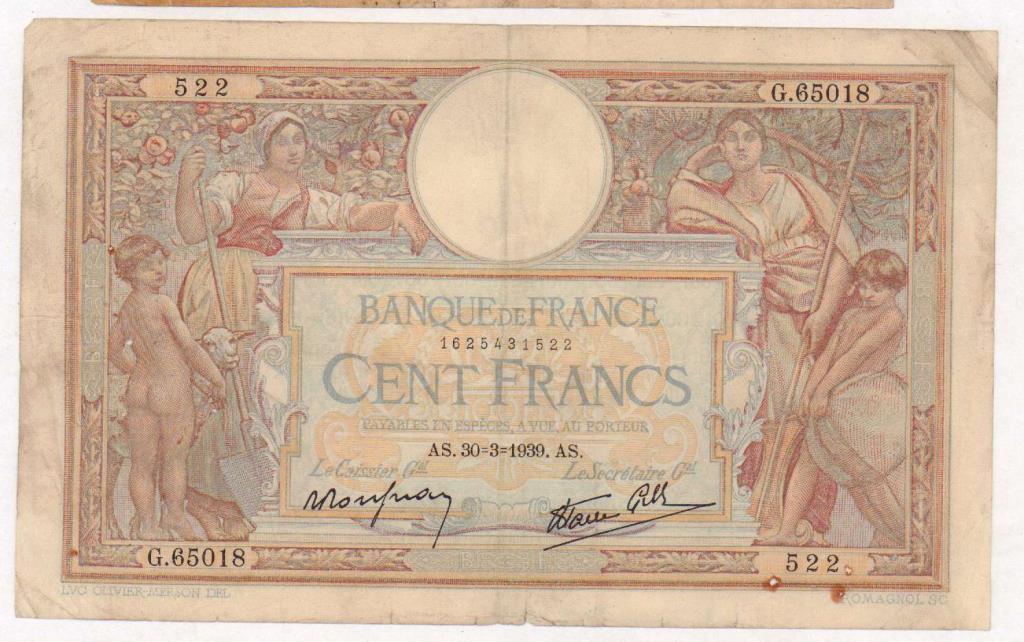 522
G.65018
BANQUE DE FRANCE
1625431522
CENT FRANCS
PAYABLES EN ESPÈCES, A VUE, AU PORTEUR
AS. 30=3=1939. AS.
Le Caissier Gal
Le Secrétaire Gal
G.65018
522
LVC OLIVIER-MERSON DEL
ROMAGNOL SC